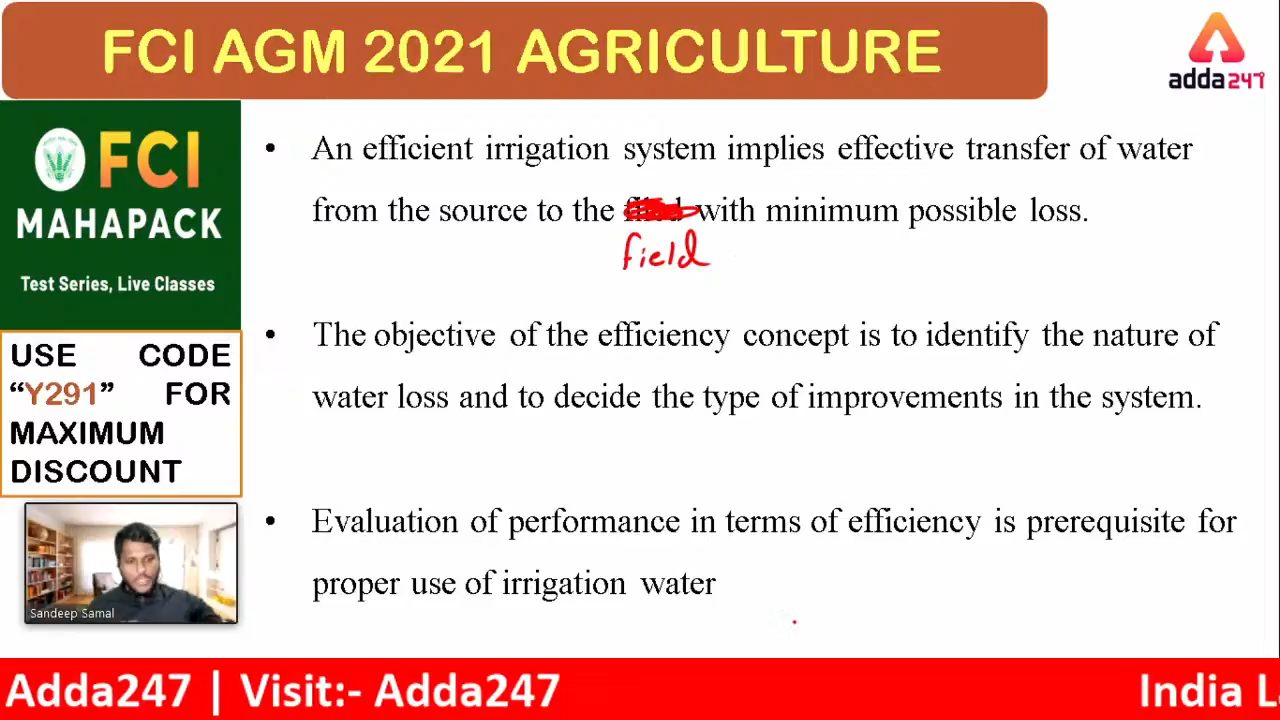 FCI AGM 2021 AGRICULTURE
adda247
FCI
MAHAPACK
Test Series, Live Classes
USE CODE
“Y291” FOR
MAXIMUM
DISCOUNT
Sandeep Samal
• An efficient irrigation system implies effective transfer of water
from the source to the with minimum possible loss.
field
• The objective of the efficiency concept is to identify the nature of
water loss and to decide the type of improvements in the system.
• Evaluation of performance in terms of efficiency is prerequisite for
proper use of irrigation water
Adda247 | Visit:- Adda247
India